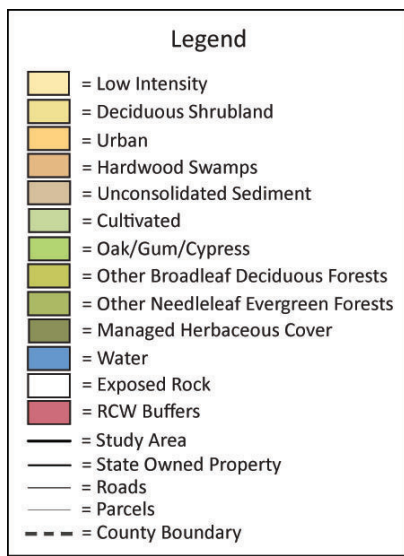 Legend
= Low Intensity
= Deciduous Shrubland
= Urban
= Hardwood Swamps
= Unconsolidated Sediment
= Cultivated
= Oak/Gum/Cypress
= Other Broadleaf Deciduous Forests
= Other Needleleaf Evergreen Forests
= Managed Herbaceous Cover
= Water
= Exposed Rock
= RCW Buffers
= Study Area
= State Owned Property
= Roads
= Parcels
= County Boundary